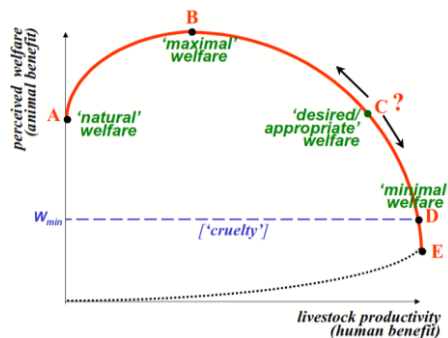 B
'maximal'
welfare
perceived welfare
(animal benefit)
A
'natural' welfare
C ?
'desired/
appropriate'
welfare
'minimal'
welfare
Wmin
D
['cruelty']
E
livestock productivity
(human benefit)